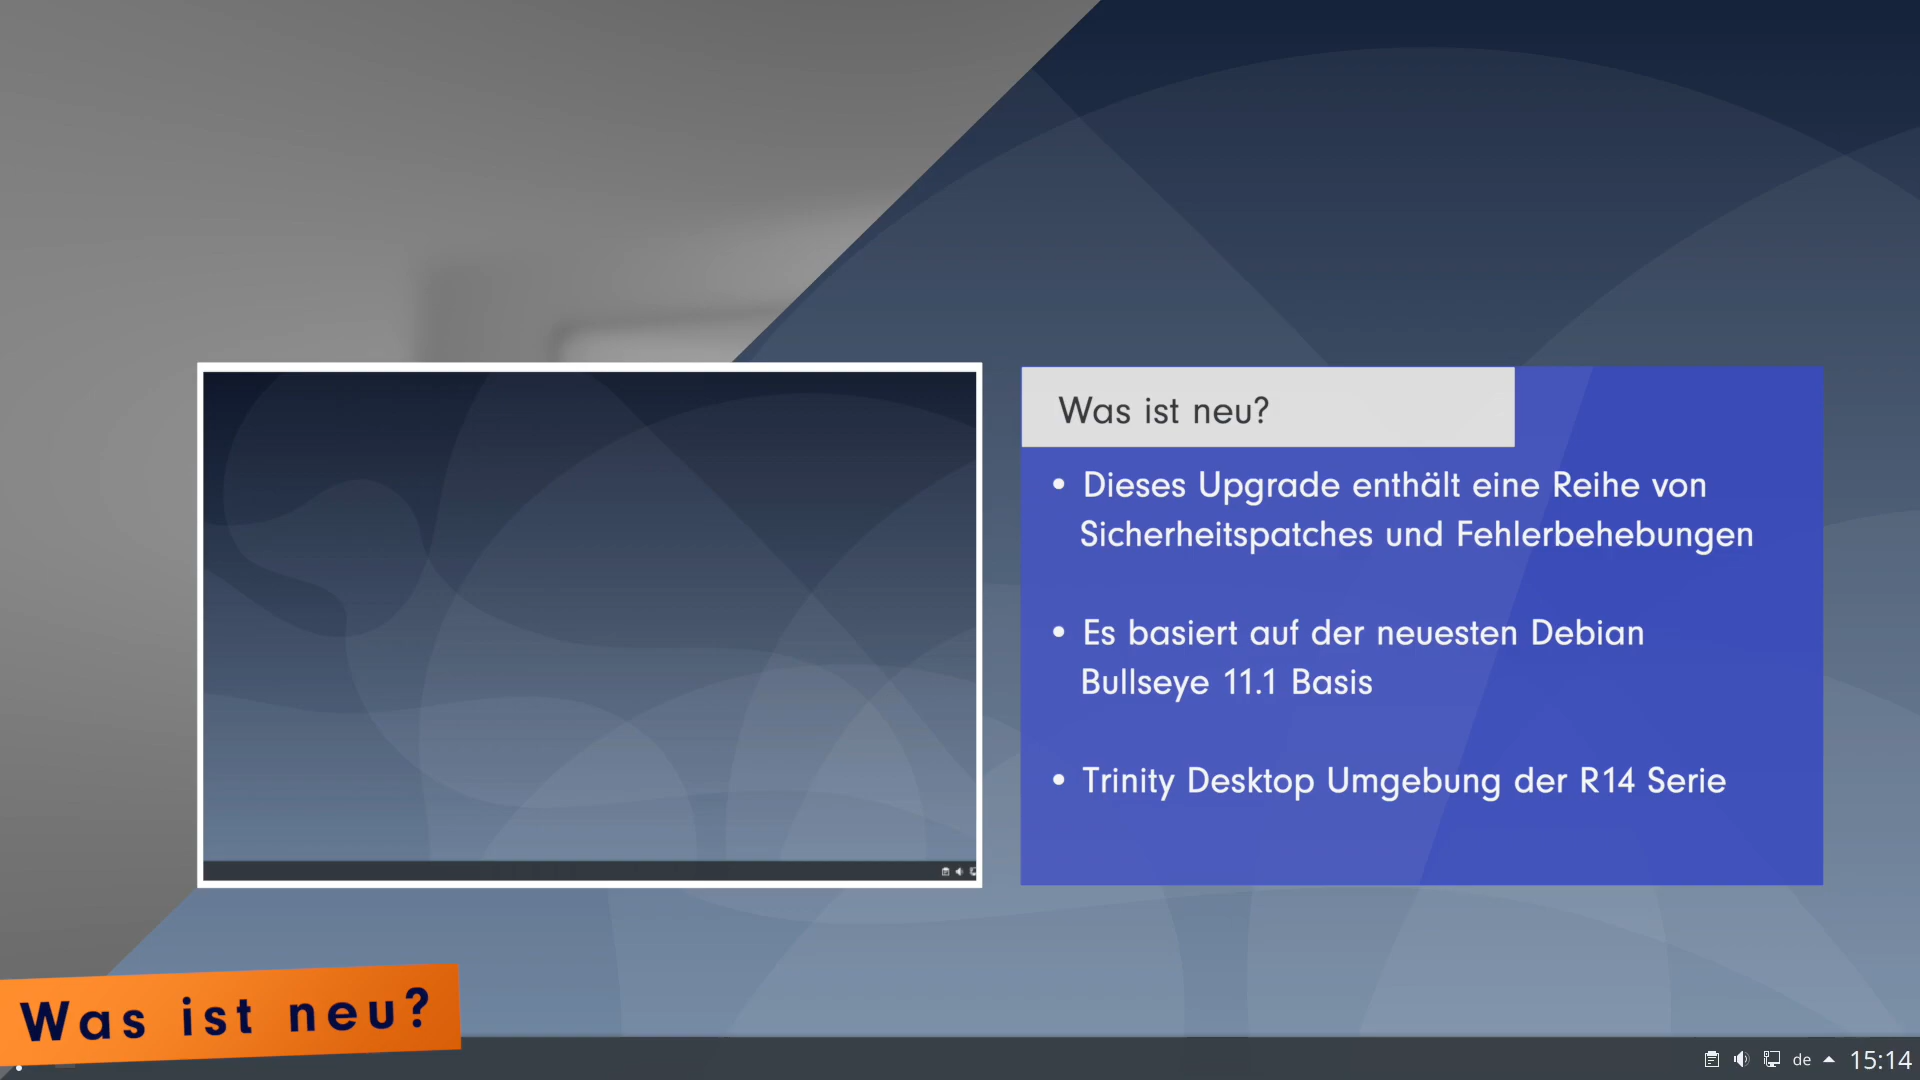 Was ist neu?
• Dieses Upgrade enthält eine Reihe von
Sicherheitspatches und Fehlerbehebungen
• Es basiert auf der neuesten Debian
Bullseye 11.1 Basis
• Trinity Desktop Umgebung der R14 Serie
Was ist neu?
de 15:14